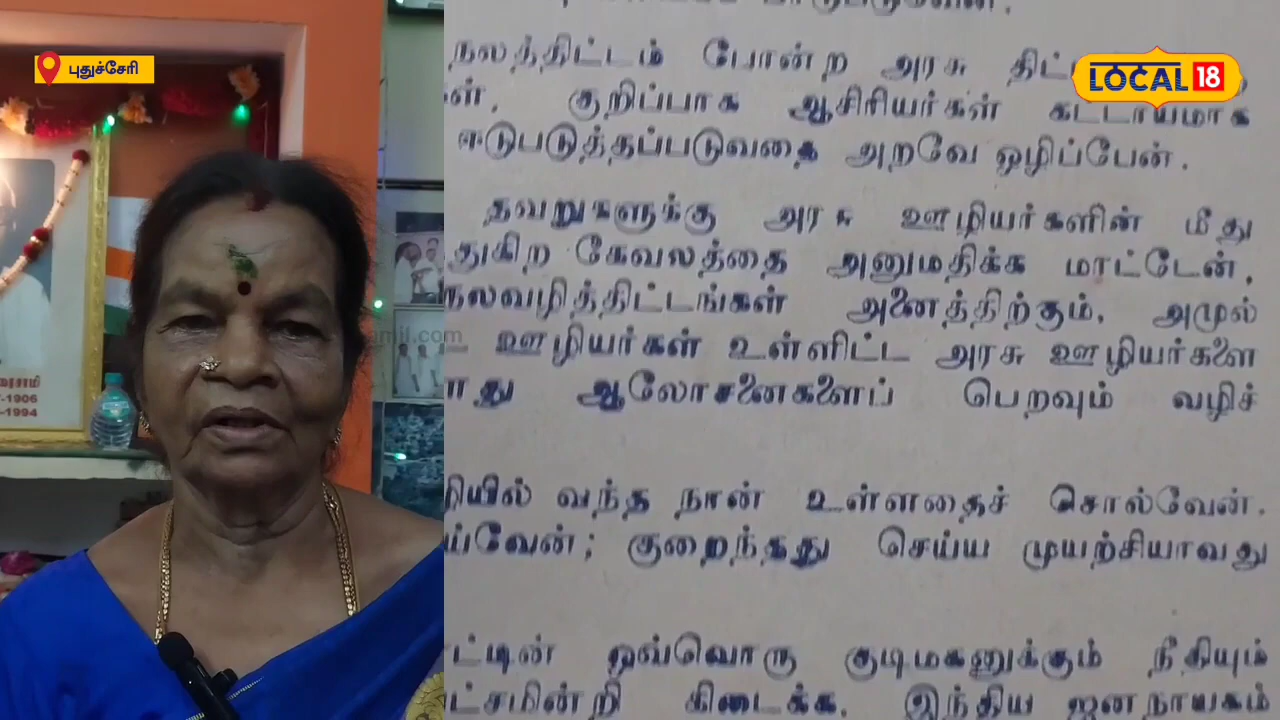 புதுச்சேரி
LOCAL 18
நலத்திட்டம் போன்ற அரசு
குறிப்பாக ஆசிரியர்கள் கட்டாயமாக
ஈடுபடுத்தப்படுவதை அறவே ஒழிப்பேன்.
தவறுகளுக்கு அரசு ஊழியர்களின் மீது
கேவலத்தை அனுமதிக்க மாட்டேன்.
நலவழித்திட்டங்கள் அனைத்திற்கும், அமுல்
ஊழியர்கள் உள்ளிட்ட அரசு ஊழியர்களை
ஆலோசனைகளைப் பெறவும் வழிச்
வந்த நான் உள்ளதைச் சொல்வேன்.
குறைந்தது செய்ய முயற்சியாவது
ஒவ்வொரு குடிமகனுக்கும் நீதியும்
கிடைக்க, இந்திய ஜனநாயகம்
1906
1994